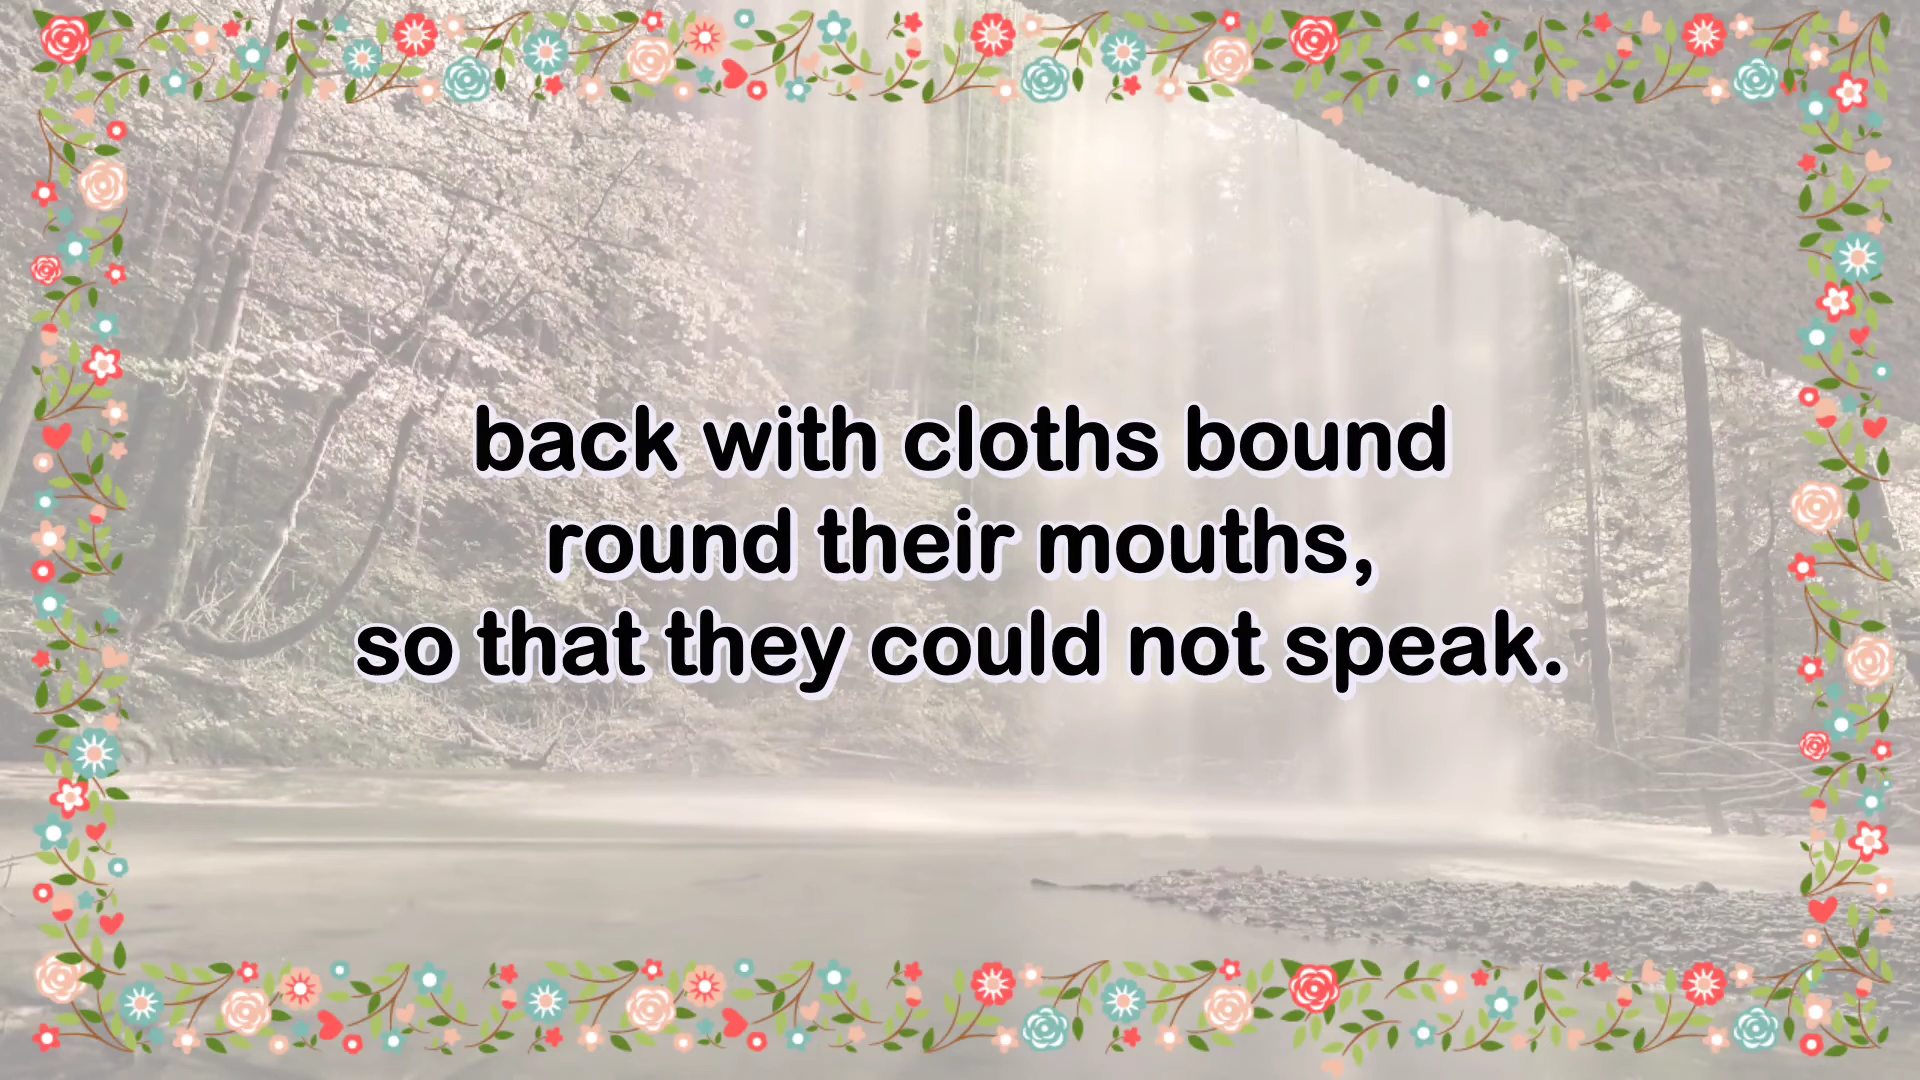 back with cloths bound
round their mouths,
so that they could not speak.